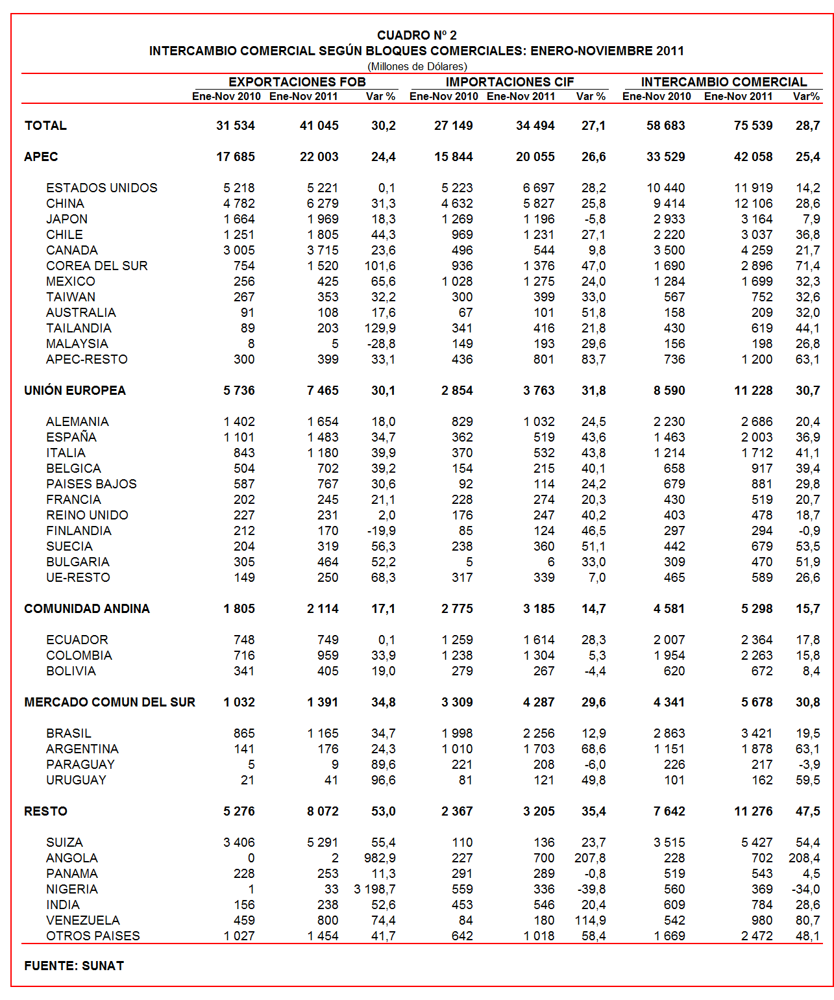 CUADRO Nº 2
INTERCAMBIO COMERCIAL SEGÚN BLOQUES COMERCIALES: ENERO-NOVIEMBRE 2011
(Millones de Dólares)
EXPORTACIONES FOB IMPORTACIONES CIF INTERCAMBIO COMERCIAL
Ene-Nov 2010 Ene-Nov 2011 Var % Ene-Nov 2010 Ene-Nov 2011 Var % Ene-Nov 2010 Ene-Nov 2011 Var%
TOTAL 31 534 41 045 30,2 27 149 34 494 27,1 58 683 75 539 28,7
APEC 17 685 22 003 24,4 15 844 20 055 26,6 33 529 42 058 25,4
ESTADOS UNIDOS 5 218 5 221 0,1 5 223 6 697 28,2 10 440 11 919 14,2
CHINA 4 782 6 279 31,3 4 632 5 827 25,8 9 414 12 106 28,6
JAPON 1 664 1 969 18,3 1 269 1 196 -5,8 2 933 3 164 7,9
CHILE 1 251 1 805 44,3 969 1 231 27,1 2 220 3 037 36,8
CANADA 3 005 3 715 23,6 496 544 9,8 3 500 4 259 21,7
COREA DEL SUR 754 1 520 101,6 936 1 376 47,0 1 690 2 896 71,4
MEXICO 256 425 65,6 1 028 1 275 24,0 1 284 1 699 32,3
TAIWAN 267 353 32,2 300 399 33,0 567 752 32,6
AUSTRALIA 91 108 17,6 67 101 51,8 158 209 32,0
TAILANDIA 89 203 129,9 341 416 21,8 430 619 44,1
MALAYSIA 8 5 -28,8 149 193 29,6 156 198 26,8
APEC-RESTO 300 399 33,1 436 801 83,7 736 1 200 63,1
UNIÓN EUROPEA 5 736 7 465 30,1 2 854 3 763 31,8 8 590 11 228 30,7
ALEMANIA 1 402 1 654 18,0 829 1 032 24,5 2 230 2 686 20,4
ESPAÑA 1 101 1 483 34,7 362 519 43,6 1 463 2 003 36,9
ITALIA 843 1 180 39,9 370 532 43,8 1 214 1 712 41,1
BELGICA 504 702 39,2 154 215 40,1 658 917 39,4
PAISES BAJOS 587 767 30,6 92 114 24,2 679 881 29,8
FRANCIA 202 245 21,1 228 274 20,3 430 519 20,7
REINO UNIDO 227 231 2,0 176 247 40,2 403 478 18,7
FINLANDIA 212 170 -19,9 85 124 46,5 297 294 -0,9
SUECIA 204 319 56,3 238 360 51,1 442 679 53,5
BULGARIA 305 464 52,2 5 6 33,0 309 470 51,9
UE-RESTO 149 250 68,3 317 339 7,0 465 589 26,6
COMUNIDAD ANDINA 1 805 2 114 17,1 2 775 3 185 14,7 4 581 5 298 15,7
ECUADOR 748 749 0,1 1 259 1 614 28,3 2 007 2 364 17,8
COLOMBIA 716 959 33,9 1 238 1 304 5,3 1 954 2 263 15,8
BOLIVIA 341 405 19,0 279 267 -4,4 620 672 8,4
MERCADO COMUN DEL SUR 1 032 1 391 34,8 3 309 4 287 29,6 4 341 5 678 30,8
BRASIL 865 1 165 34,7 1 998 2 256 12,9 2 863 3 421 19,5
ARGENTINA 141 176 24,3 1 010 1 703 68,6 1 151 1 878 63,1
PARAGUAY 5 9 89,6 221 208 -6,0 226 217 -3,9
URUGUAY 21 41 96,6 81 121 49,8 101 162 59,5
RESTO 5 276 8 072 53,0 2 367 3 205 35,4 7 642 11 276 47,5
SUIZA 3 406 5 291 55,4 110 136 23,7 3 515 5 427 54,4
ANGOLA 0 2 982,9 227 700 207,8 228 702 208,4
PANAMA 228 253 11,3 291 289 -0,8 519 543 4,5
NIGERIA 1 33 3 198,7 559 336 -39,8 560 369 -34,0
INDIA 156 238 52,6 453 546 20,4 609 784 28,6
VENEZUELA 459 800 74,4 84 180 114,9 542 980 80,7
OTROS PAISES 1 027 1 454 41,7 642 1 018 58,4 1 669 2 472 48,1
FUENTE: SUNAT